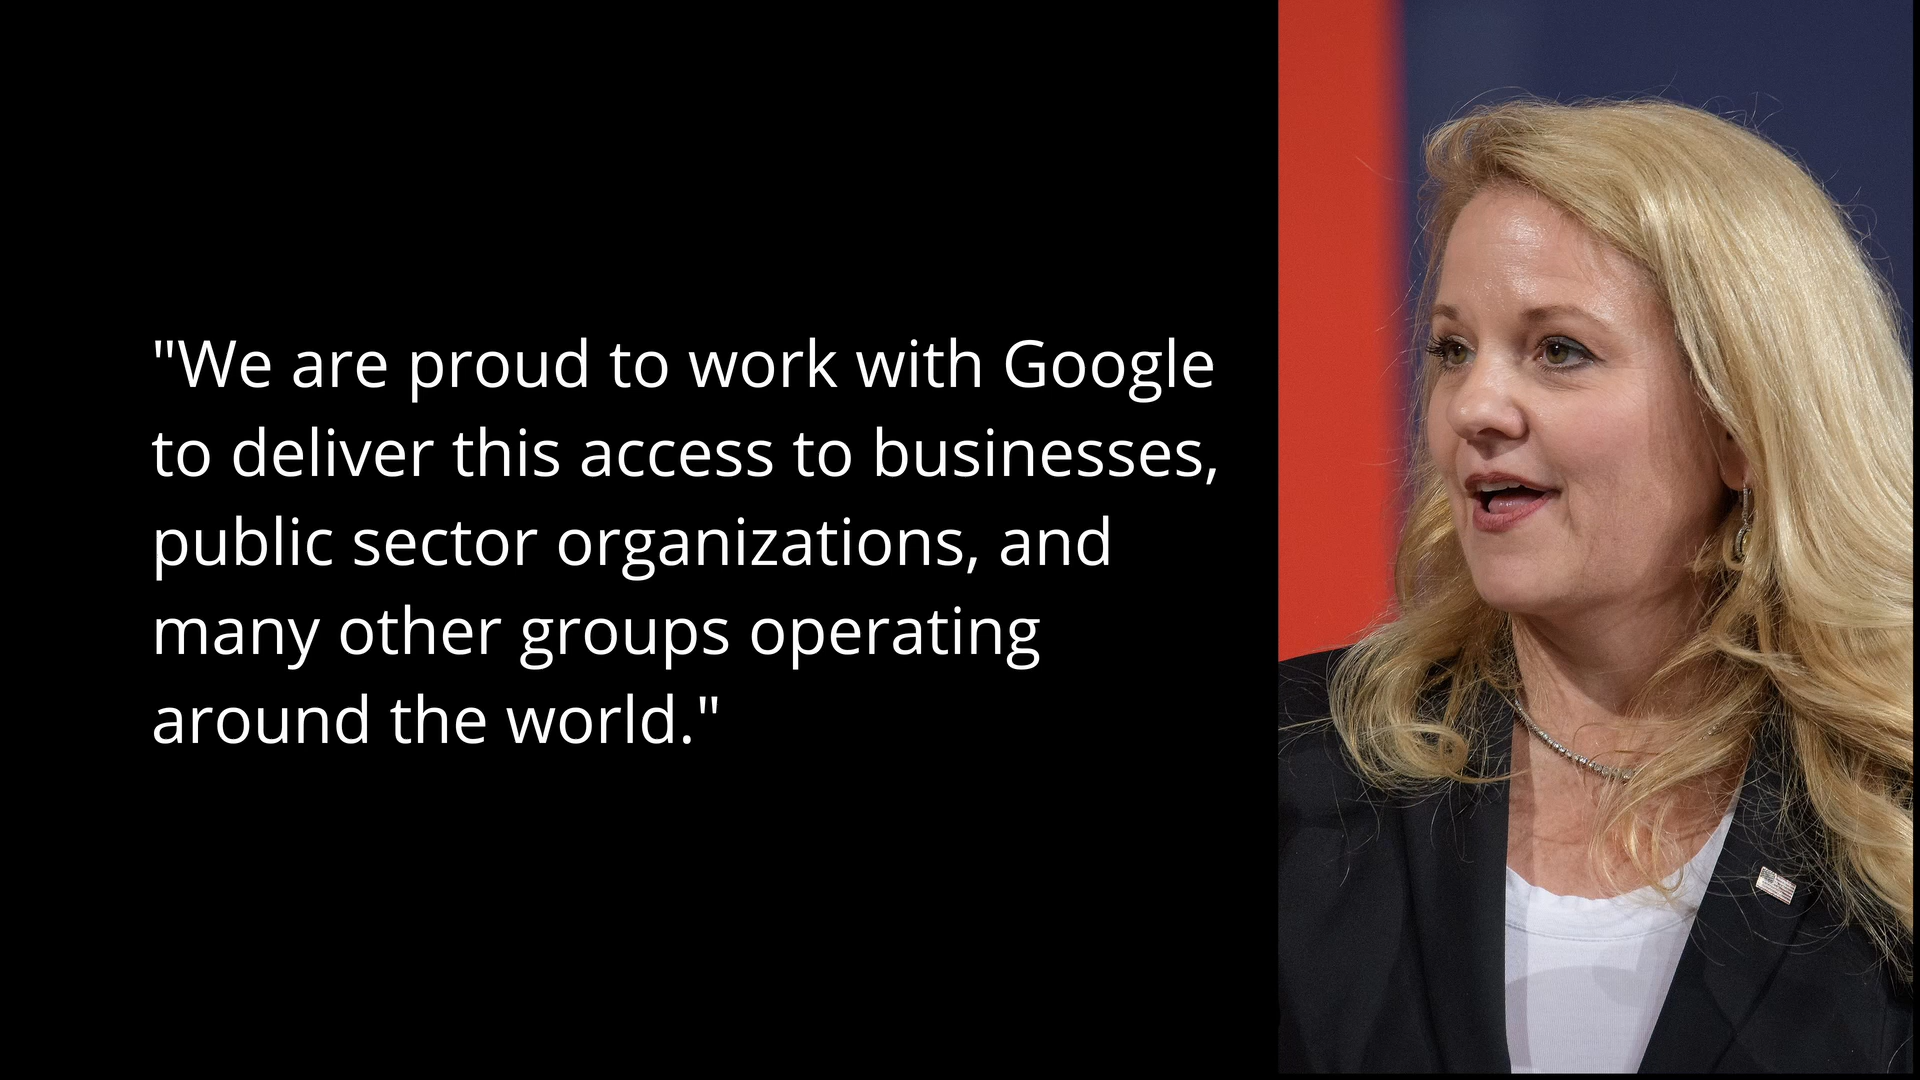 "We are proud to work with Google
to deliver this access to businesses,
public sector organizations, and
many other groups operating
around the world."